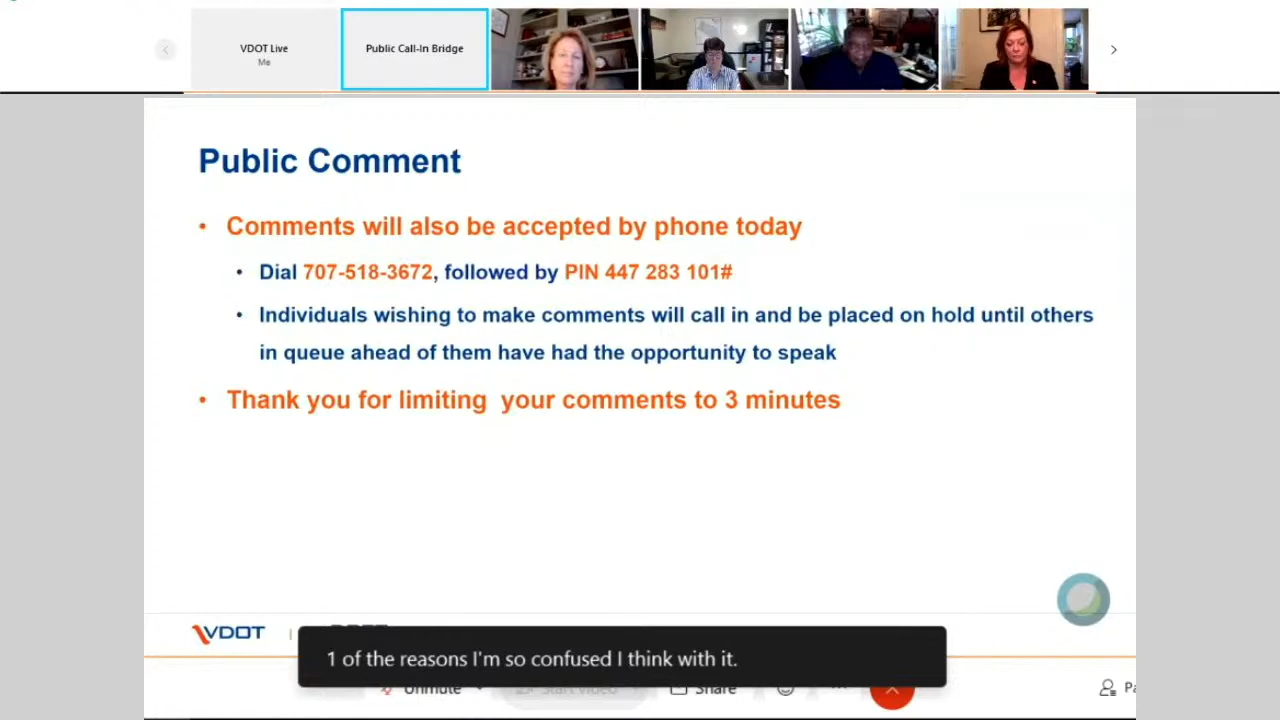 VDOT Live
Me
Public Call-In Bridge
Public Comment
• Comments will also be accepted by phone today
• Dial 707-518-3672, followed by PIN 447 283 101#
• Individuals wishing to make comments will call in and be placed on hold until others
in queue ahead of them have had the opportunity to speak
• Thank you for limiting your comments to 3 minutes
VDOT
1 of the reasons I'm so confused I think with it.
Unmute
Start video
Share